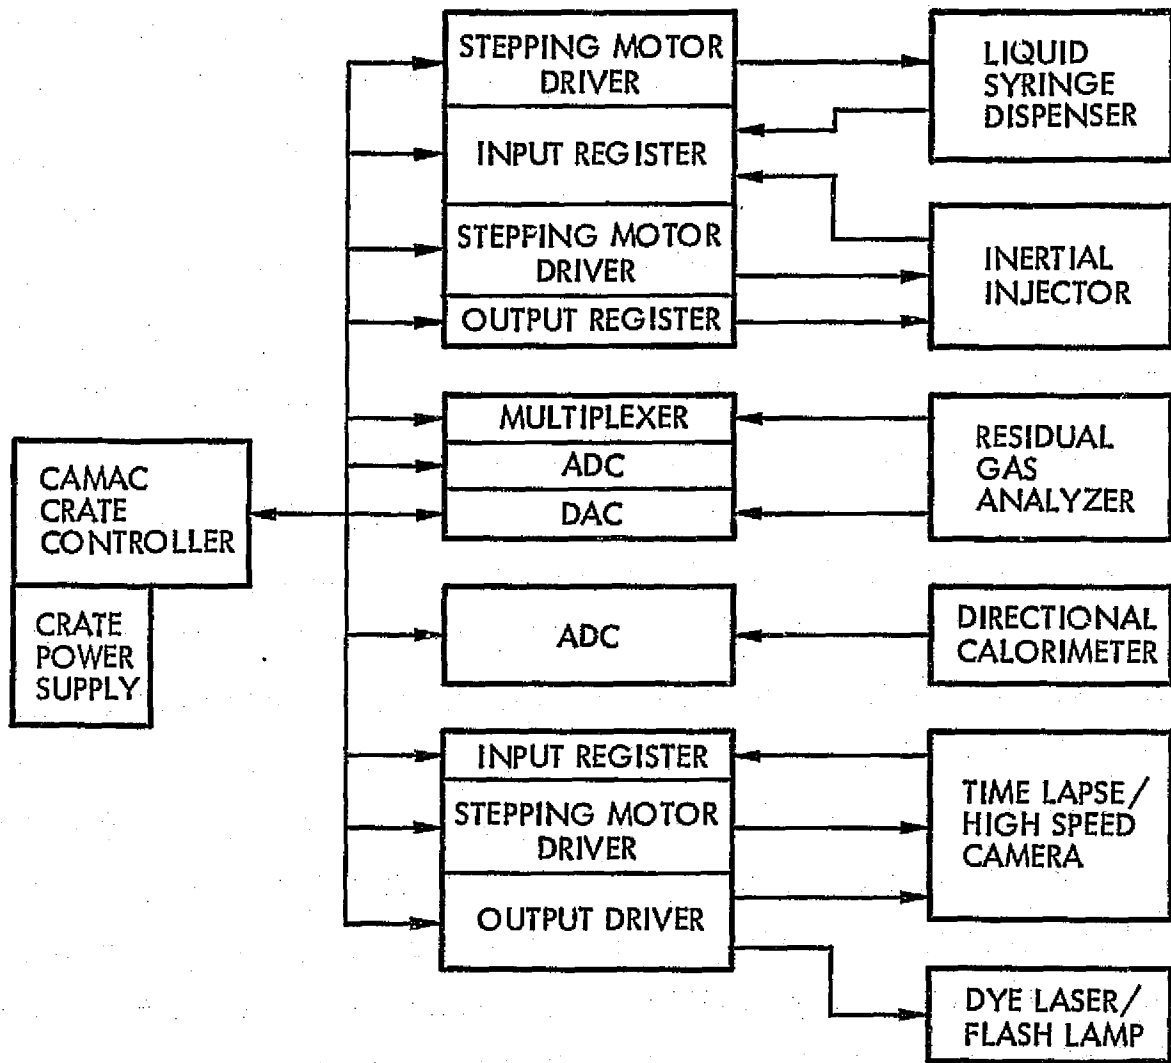 STEPPING MOTOR
DRIVER
INPUT REGISTER
STEPPING MOTOR
DRIVER
OUTPUT REGISTER
LIQUID
SYRINGE
DISPENSER
INERTIAL
INJECTOR
MULTIPLEXER
ADC
DAC
RESIDUAL
GAS
ANALYZER
CAMAC
CRATE
CONTROLLER
CRATE
POWER
SUPPLY
ADC
DIRECTIONAL
CALORIMETER
INPUT REGISTER
STEPPING MOTOR
DRIVER
OUTPUT DRIVER
TIME LAPSE/
HIGH SPEED
CAMERA
DYE LASER/
FLASH LAMP